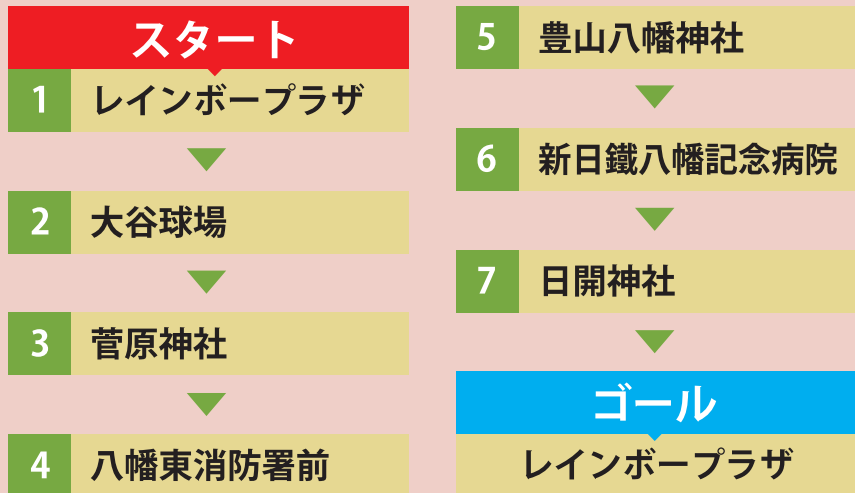 スタート
1 レインボープラザ
2 大谷球場
3 菅原神社
4 八幡東消防署前
5 豊山八幡神社
6 新日鐵八幡記念病院
7 日開神社
ゴール
レインボープラザ